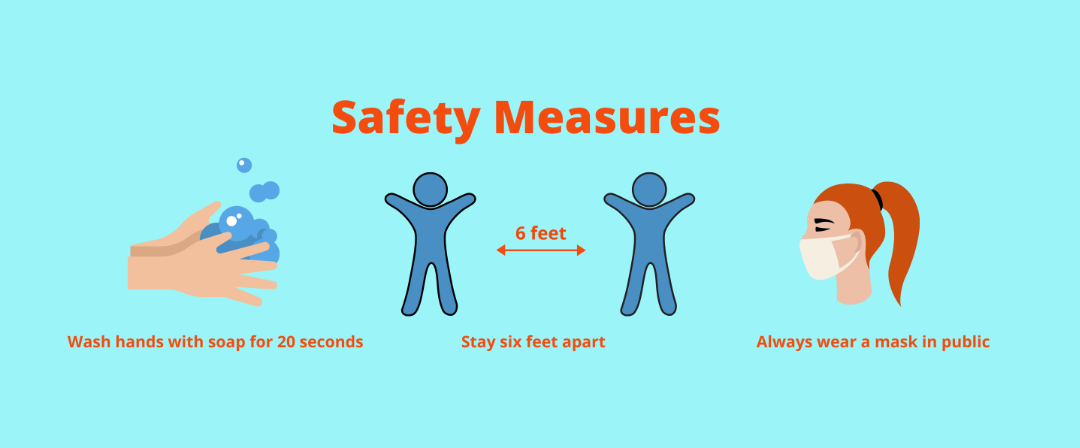 Safety Measures
6 feet
Wash hands with soap for 20 seconds
Stay six feet apart
Always wear a mask in public